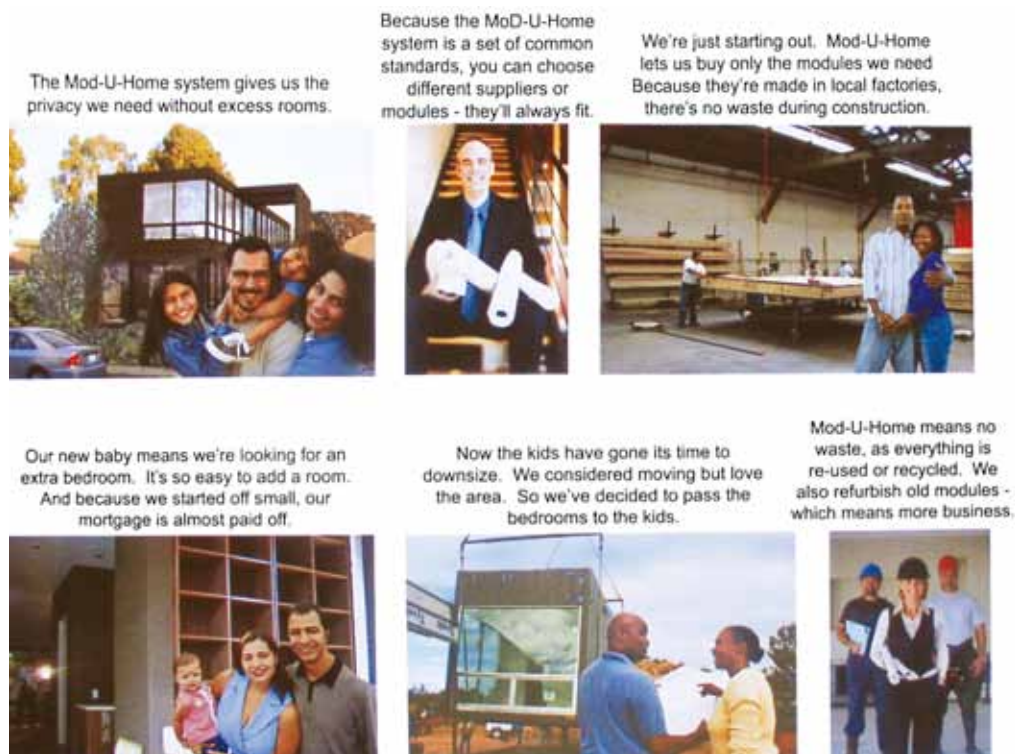 The Mod-U-Home system gives us the
privacy we need without excess rooms.
Because the MoD-U-Home
system is a set of common
standards, you can choose
different suppliers or
modules - they'll always fit.
We're just starting out. Mod-U-Home
lets us buy only the modules we need
Because they're made in local factories,
there's no waste during construction.
Our new baby means we're looking for an
extra bedroom. It's so easy to add a room.
And because we started off small, our
mortgage is almost paid off.
Now the kids have gone its time to
downsize. We considered moving but love
the area. So we've decided to pass the
bedrooms to the kids.
Mod-U-Home means no
waste, as everything is
re-used or recycled. We
also refurbish old modules -
which means more business.